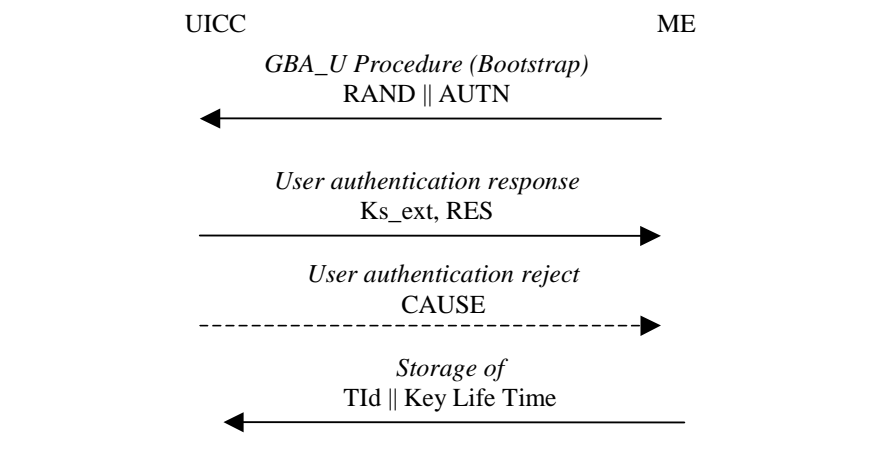 UICC ME
GBA_U Procedure (Bootstrap)
RAND || AUTN
User authentication response
Ks_ext, RES
User authentication reject
CAUSE
Storage of
TId || Key Life Time